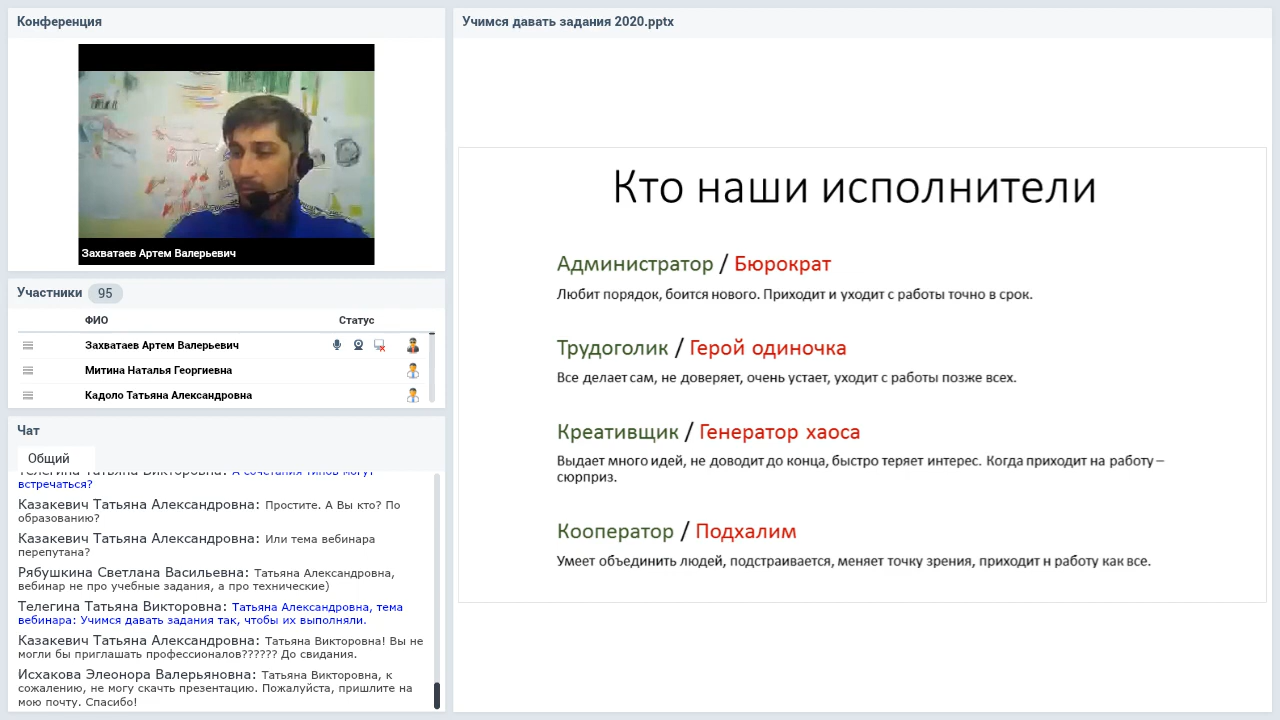 Конференция
Захватаев Артем Валерьевич
Участники 95
ФИО Статус
Захватаев Артем Валерьевич
Митина Наталья Георгиевна
Кадоло Татьяна Александровна
Чат
Общий
Телегина Татьяна Викторовна: А сочетания типов могут
встречаться?
Казакевич Татьяна Александровна: Простите. А Вы кто? По
образованию?
Казакевич Татьяна Александровна: Или тема вебинара
перепутана?
Рябушкина Светлана Васильевна: Татьяна Александровна,
вебинар не про учебные задания, а про технические)
Телегина Татьяна Викторовна: Татьяна Александровна, тема
вебинара: Учимся давать задания так, чтобы их выполняли.
Казакевич Татьяна Александровна: Татьяна Викторовна! Вы не
могли бы приглашать профессионалов?????? До свидания.
Исхакова Элеонора Валерьяновна: Татьяна Викторовна, к
сожалению, не могу скачть презентацию. Пожалуйста, пришлите на
мою почту. Спасибо!
Учимся давать задания 2020.pptx
Кто наши исполнители
Администратор / Бюрократ
Любит порядок, боится нового. Приходит и уходит с работы точно в срок.
Трудоголик / Герой одиночка
Все делает сам, не доверяет, очень устает, уходит с работы позже всех.
Креативщик / Генератор хаоса
Выдает много идей, не доводит до конца, быстро теряет интерес. Когда приходит на работу –
сюрприз.
Кооператор / Подхалим
Умеет объединить людей, подстраивается, меняет точку зрения, приходит н работу как все.